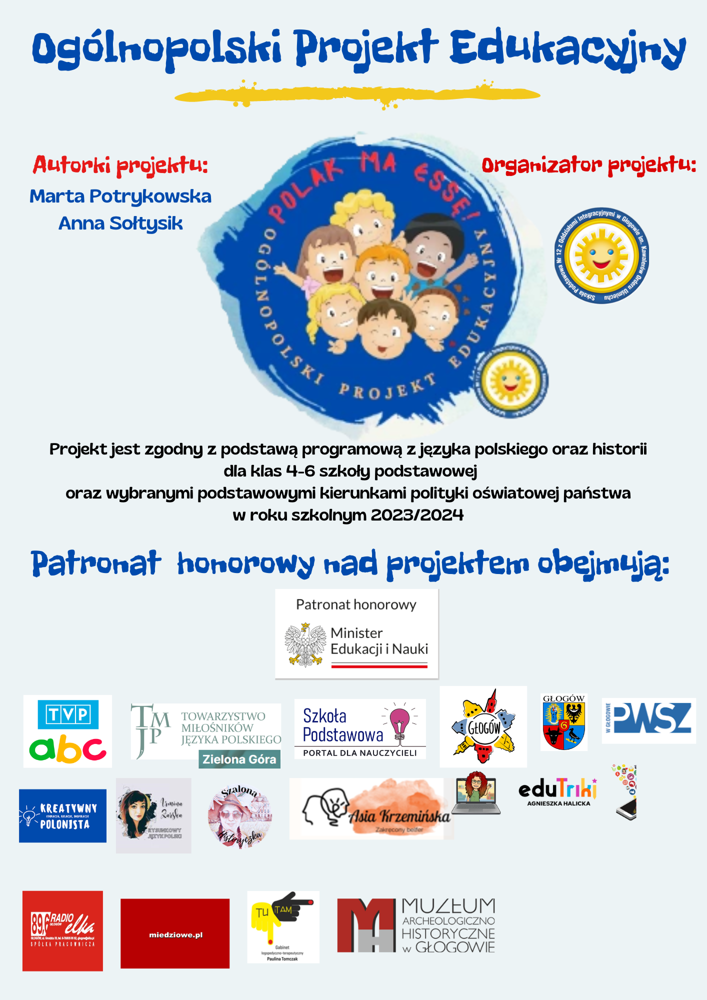 Ogólnopolski Projekt Edukacyjny
Autorki projektu:
Marta Potrykowska
Anna Sołtysik
POLAK MA ESSĘ!
OGÓLNOPOLSKI PROJEKT EDUKACYJNY
Organizator projektu:
Szkoła Podstawowa Nr 12 z Oddziałami Integracyjnymi w Głogowie im. Kawalerów Orderu Uśmiechu
Projekt jest zgodny z podstawą programową z języka polskiego oraz historii
dla klas 4-6 szkoły podstawowej
oraz wybranymi podstawowymi kierunkami polityki oświatowej państwa
w roku szkolnym 2023/2024
Patronat honorowy nad projektem obejmują:
Patronat honorowy
Minister
Edukacji i Nauki
TVP
abc
TMJP
TOWARZYSTWO
MIŁOŚNIKÓW
JĘZYKA POLSKIEGO
Zielona Góra
Szkoła
Podstawowa
PORTAL DLA NAUCZYCIELI
GŁOGÓW
GŁOGÓW
W GŁOGOWIE
PWSZ
KREATYWNY
EDUKACJA, RELACJE, INSPIRACJE
POLONISTA
Irmina
Żarska
RYSUNKOWY
JĘZYK POLSKI
Szalona
Historyczka
Asia Krzemińska
Zakręcony belfer
eduTriki
AGNIESZKA HALICKA
89,6 RADIO
GŁOGÓW
elka
SPÓŁKA PRACOWNICZA
miedziowe.pl
TU iTAM
Gabinet
logopedyczno-terapeutyczny
Paulina Tomczak
MUZEUM
ARCHEOLOGICZNO
HISTORYCZNE
w GŁOGOWIE